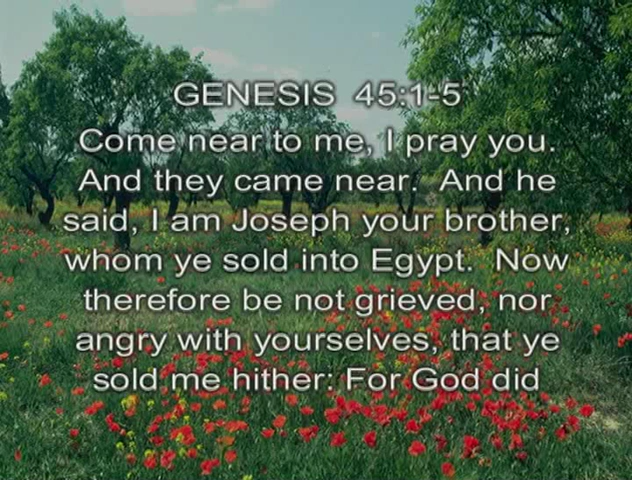 GENESIS 45:1-5
Come near to me, I pray you.
And they came near. And he
said, I am Joseph your brother,
whom ye sold into Egypt. Now
therefore be not grieved, nor
angry with yourselves, that ye
sold me hither: For God did